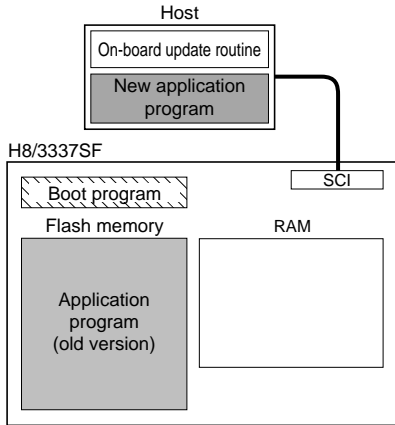 Host
On-board update routine
New application
program
H8/3337SF
SCI
Boot program
Flash memory
RAM
Application
program
(old version)